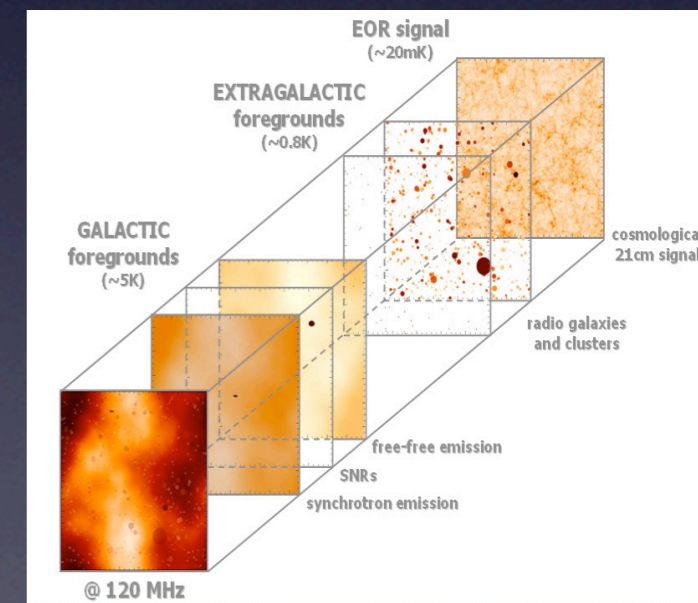 EOR signal
(~20mK)
EXTRAGALACTIC
foregrounds
(~0.8K)
GALACTIC
foregrounds
(~5K)
cosmological
21cm signal
radio galaxies
and clusters
free-free emission
SNRs
synchrotron emission
@ 120 MHz